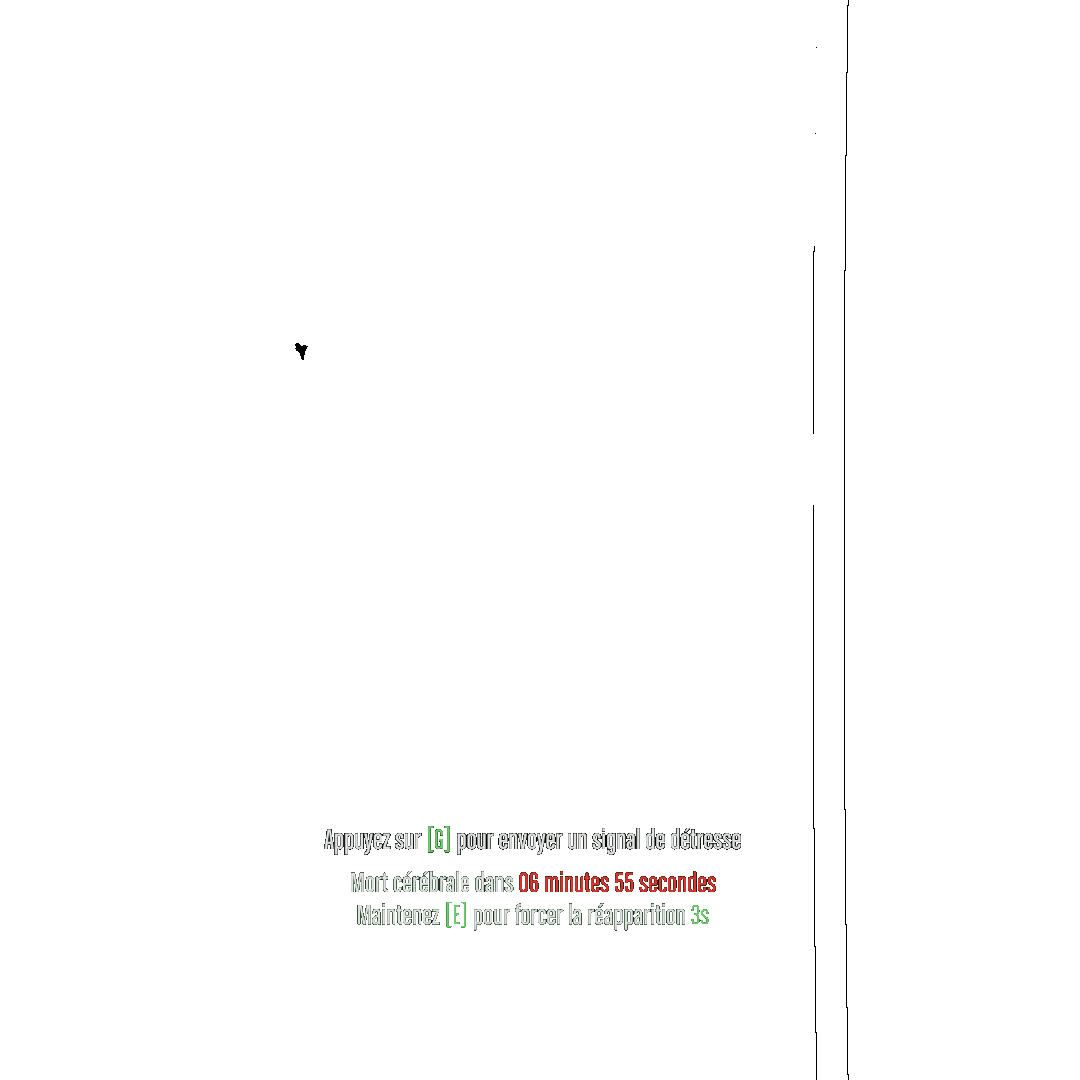 Appuyez sur [G] pour envoyer un signal de détresse
Mort cérébrale dans 06 minutes 55 secondes
Maintenez [E] pour forcer la réapparition 3s